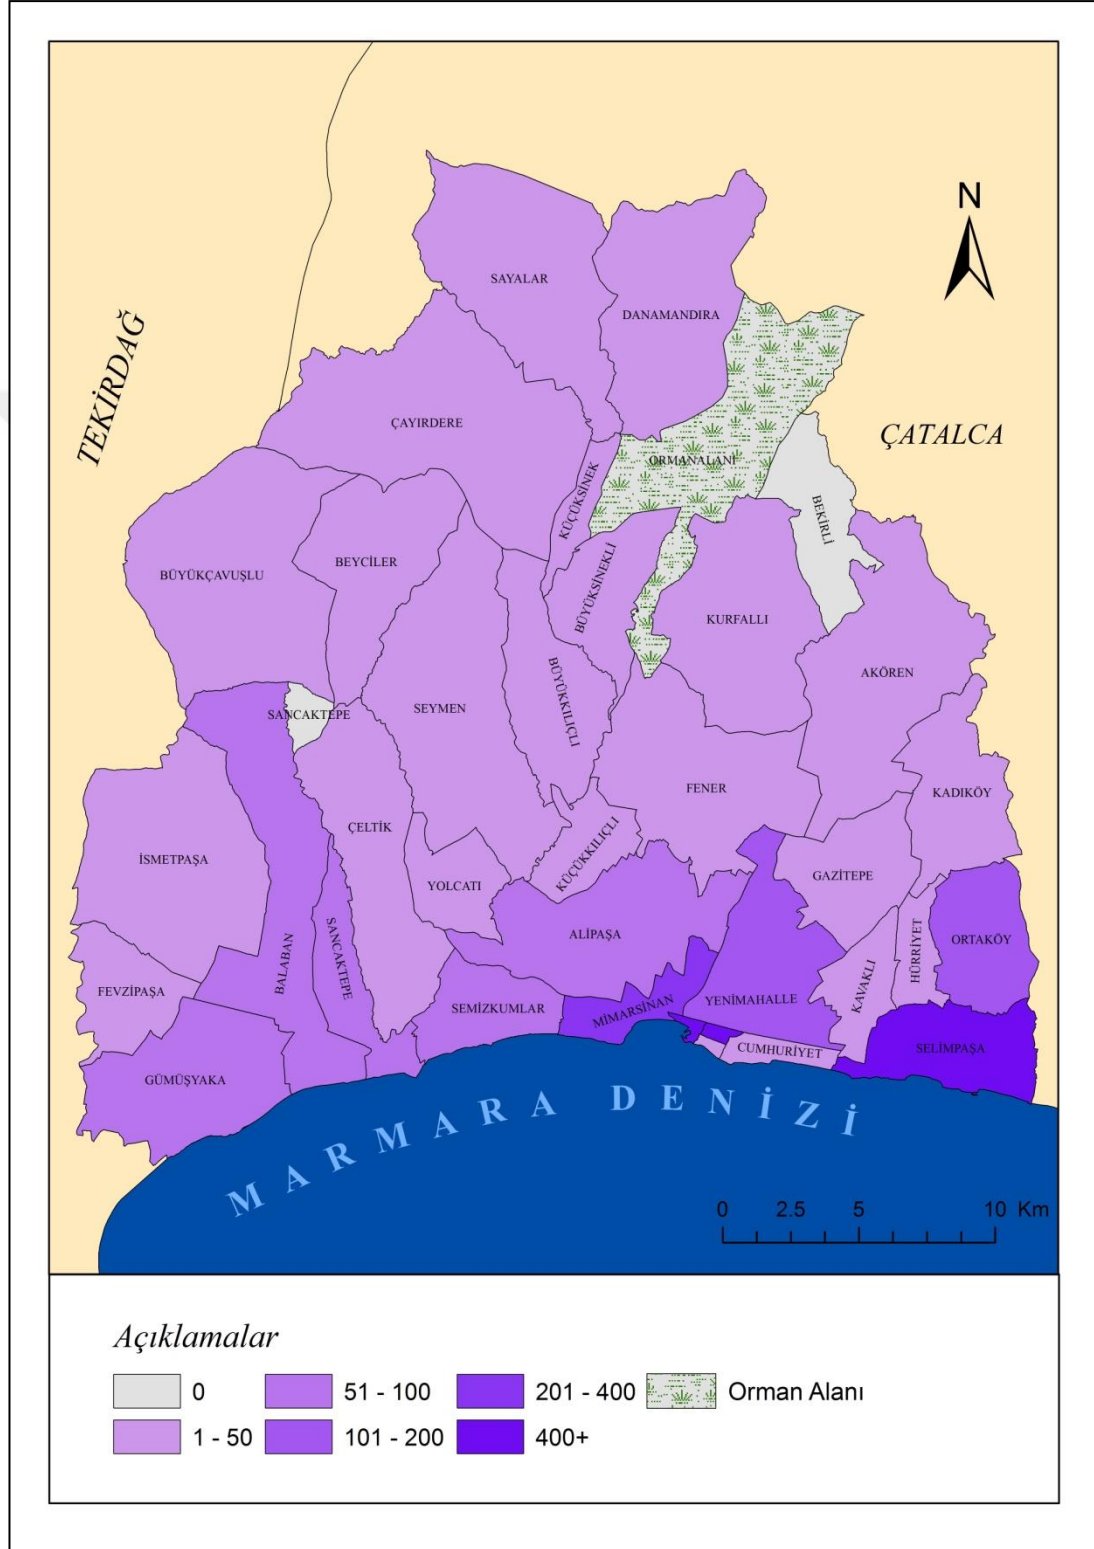 N
SAYALAR
DANAMANDIRA
TEKİRDAĞ
ÇAYIRDERE
ÇATALCA
ORMANALANI
KÜÇÜKSİNEK
BEKİRLİ
BÜYÜKÇAVUŞLU
BEYCİLER
BÜYÜKSİNEKLİ
KURFALLI
AKÖREN
SANCAKTEPE
SEYMEN
BÜYÜKKILIÇLI
FENER
KADIKÖY
ÇELTİK
İSMETPAŞA
YOLCATI
KÜÇÜKKILIÇLI
GAZİTEPE
ALİPAŞA
BALABAN
SANCAKTEPE
HÜRRİYET
ORTAKÖY
FEVZİPAŞA
KAVAKLI
SEMİZKUMLAR
MİMARSİNAN
YENİMAHALLE
CUMHURİYET
SELİMPAŞA
GÜMÜŞYAKA
MARMARA DENİZİ
0 2.5 5 10 Km
Açıklamalar
0 51 - 100 201 - 400 Orman Alanı
1 - 50 101 - 200 400+